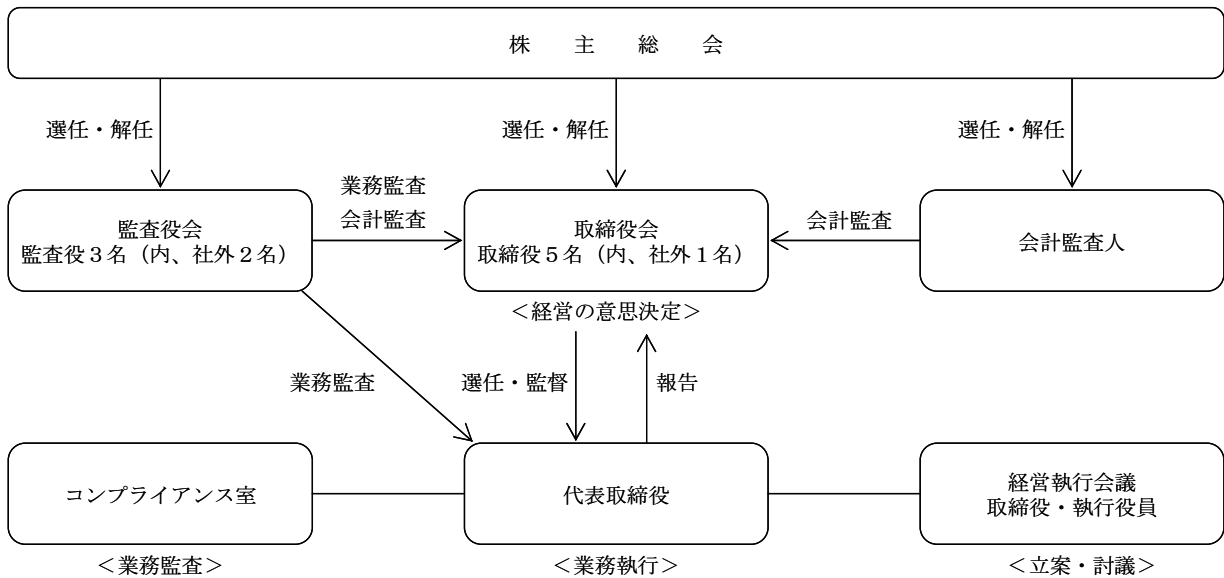 株 主 総 会
選任・解任
選任・解任
選任・解任
業務監査
会計監査
監査役会
監査役3名（内、社外2名）
取締役会
取締役5名（内、社外1名）
会計監査
会計監査人
＜経営の意思決定＞
業務監査
選任・監督
報告
コンプライアンス室
代表取締役
経営執行会議
取締役・執行役員
＜業務監査＞
＜業務執行＞
＜立案・討議＞